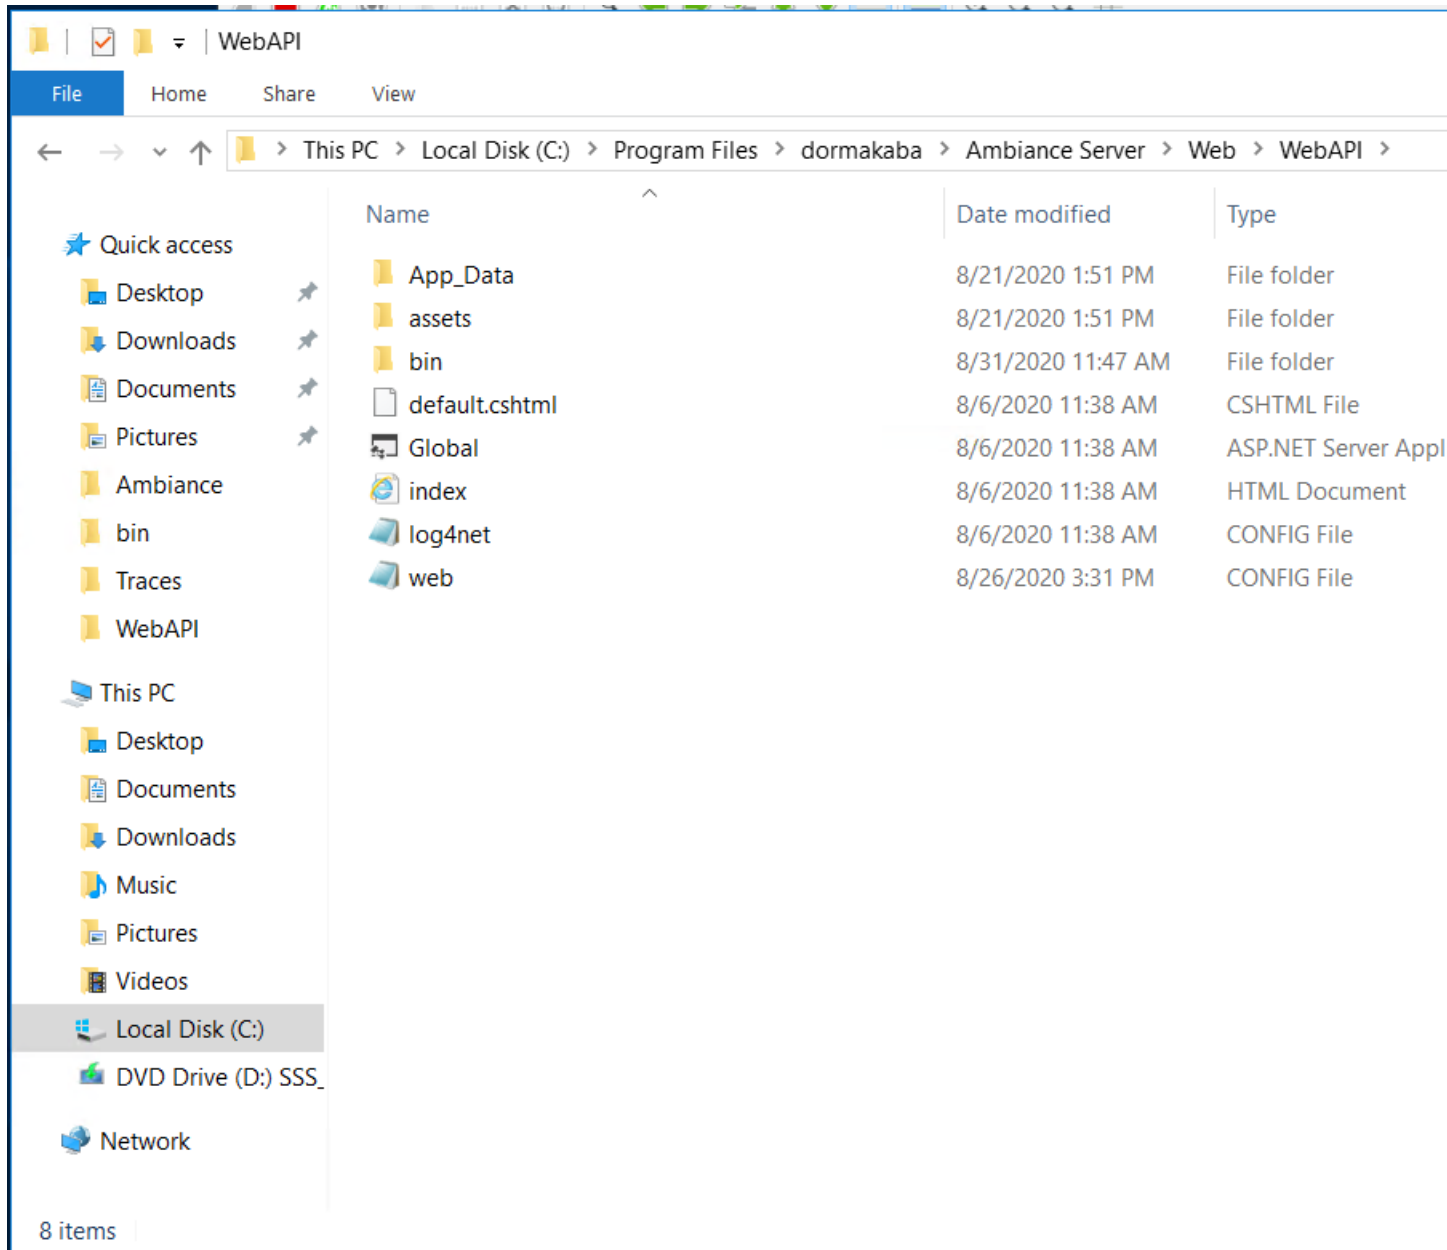 WebAPI
File Home Share View
This PC > Local Disk (C:) > Program Files > dormakaba > Ambiance Server > Web > WebAPI >
Name Date modified Type
Quick access
Desktop
Downloads
Documents
Pictures
Ambiance
bin
Traces
WebAPI
This PC
Desktop
Documents
Downloads
Music
Pictures
Videos
Local Disk (C:)
DVD Drive (D:) SSS_
Network
App_Data 8/21/2020 1:51 PM File folder
assets 8/21/2020 1:51 PM File folder
bin 8/31/2020 11:47 AM File folder
default.cshtml 8/6/2020 11:38 AM CSHTML File
Global 8/6/2020 11:38 AM ASP.NET Server Appl
index 8/6/2020 11:38 AM HTML Document
log4net 8/6/2020 11:38 AM CONFIG File
web 8/26/2020 3:31 PM CONFIG File
8 items